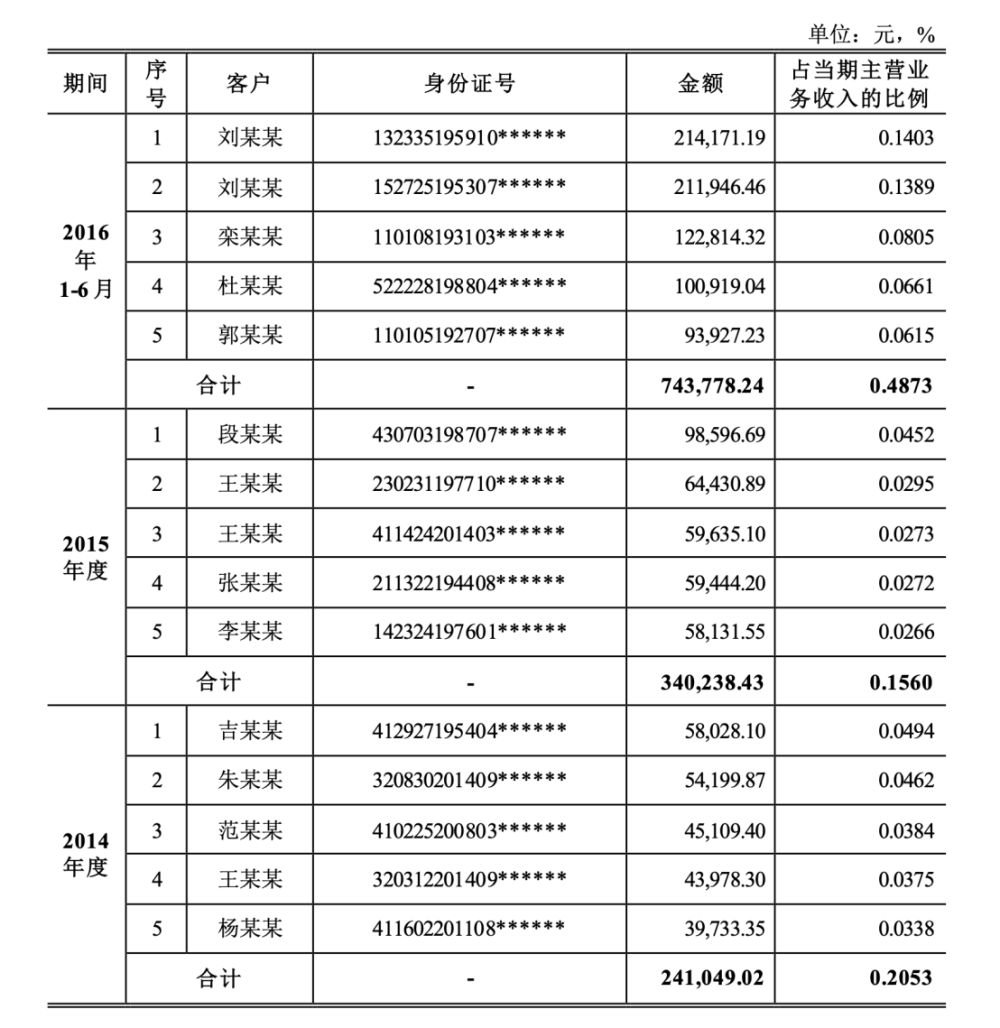 单位：元，%
期间 序号 客户 身份证号 金额 占当期主营业务收入的比例
2016年1-6月 1 刘某某 132335195910****** 214,171.19 0.1403
2 刘某某 152725195307****** 211,946.46 0.1389
3 栾某某 110108193103****** 122,814.32 0.0805
4 杜某某 522228198804****** 100,919.04 0.0661
5 郭某某 110105192707****** 93,927.23 0.0615
合计 - 743,778.24 0.4873
2015年度 1 段某某 430703198707****** 98,596.69 0.0452
2 王某某 230231197710****** 64,430.89 0.0295
3 王某某 411424201403****** 59,635.10 0.0273
4 张某某 211322194408****** 59,444.20 0.0272
5 李某某 142324197601****** 58,131.55 0.0266
合计 - 340,238.43 0.1560
2014年度 1 吉某某 412927195404****** 58,028.10 0.0494
2 朱某某 320830201409****** 54,199.87 0.0462
3 范某某 410225200803****** 45,109.40 0.0384
4 王某某 320312201409****** 43,978.30 0.0375
5 杨某某 411602201108****** 39,733.35 0.0338
合计 - 241,049.02 0.2053